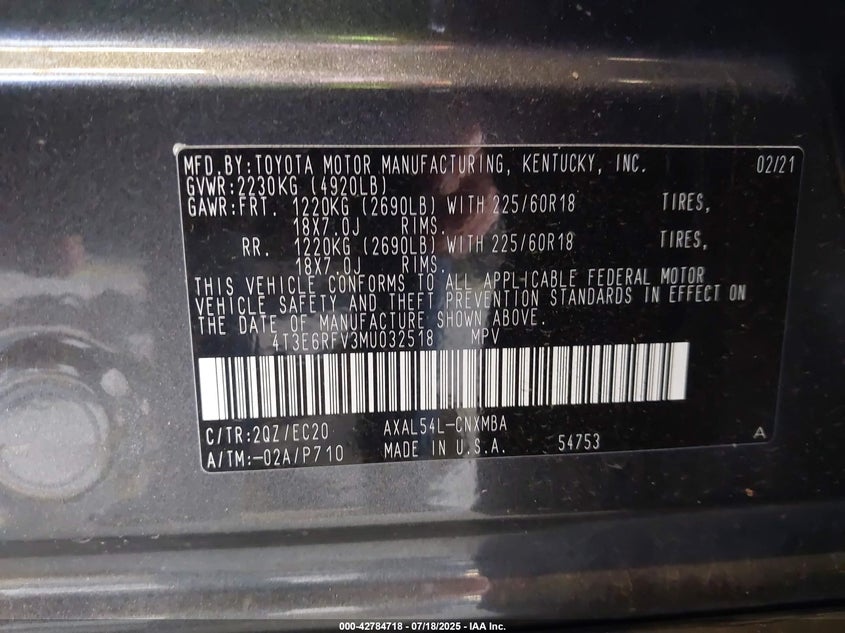 MFD.BY:TOYOTA MOTOR MANUFACTURING, KENTUCKY, INC. 02/21
GVWR:2230KG (4920LB)
GAWR:FRT. 1220KG (2690LB) WITH 225/60R18 TIRES,
18X7.0J RIMS.
RR. 1220KG (2690LB) WITH 225/60R18 TIRES,
18X7.0J RIMS.
THIS VEHICLE CONFORMS TO ALL APPLICABLE FEDERAL MOTOR
VEHICLE SAFETY AND THEFT PREVENTION STANDARDS IN EFFECT ON
THE DATE OF MANUFACTURE SHOWN ABOVE.
4T3E6RFV3MU032518 MPV
C/TR:2QZ/EC20 AXAL54L-CNXMBA
A/TM:-02A/P710 MADE IN U.S.A. 54753 A
000-42784718 - 07/18/2025 - IAA Inc.